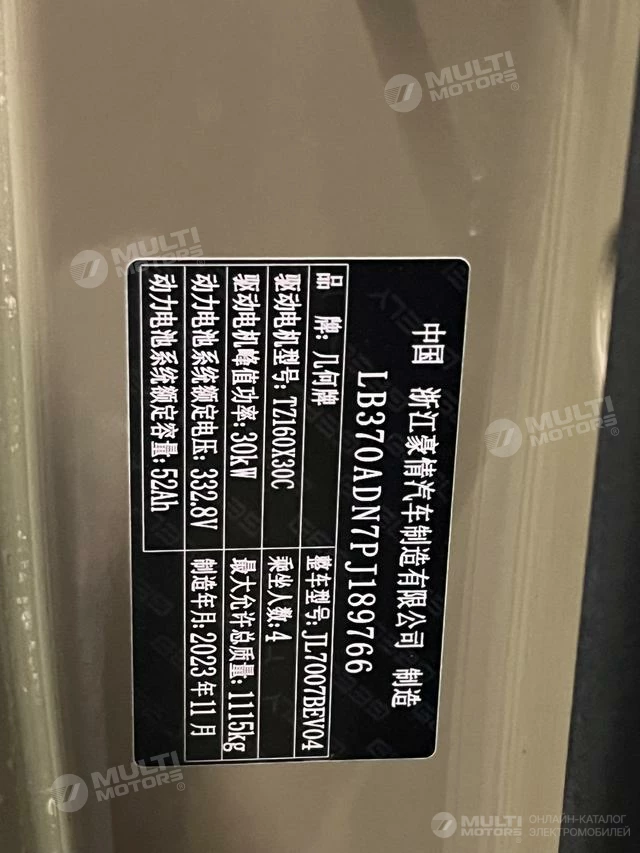 中国 浙江豪情汽车制造有限公司 制造
LB370ADN7PJ189766
品 牌: 几何牌 整车型号: JL7007BEV04
驱动电机型号: TZ160X30C 乘坐人数: 4
驱动电机峰值功率: 30kW 最大允许总质量: 1115kg
动力电池系统额定电压: 332.8V 制造年月: 2023年11月
动力电池系统额定容量: 52Ah
MULTI
MOTORS®
MULTI
MOTORS®
MULTI
MOTORS®
MULTI
MOTORS
MULTI
MOTORS®
ОНЛАЙН-КАТАЛОГ
ЭЛЕКТРОМОБИЛЕЙ